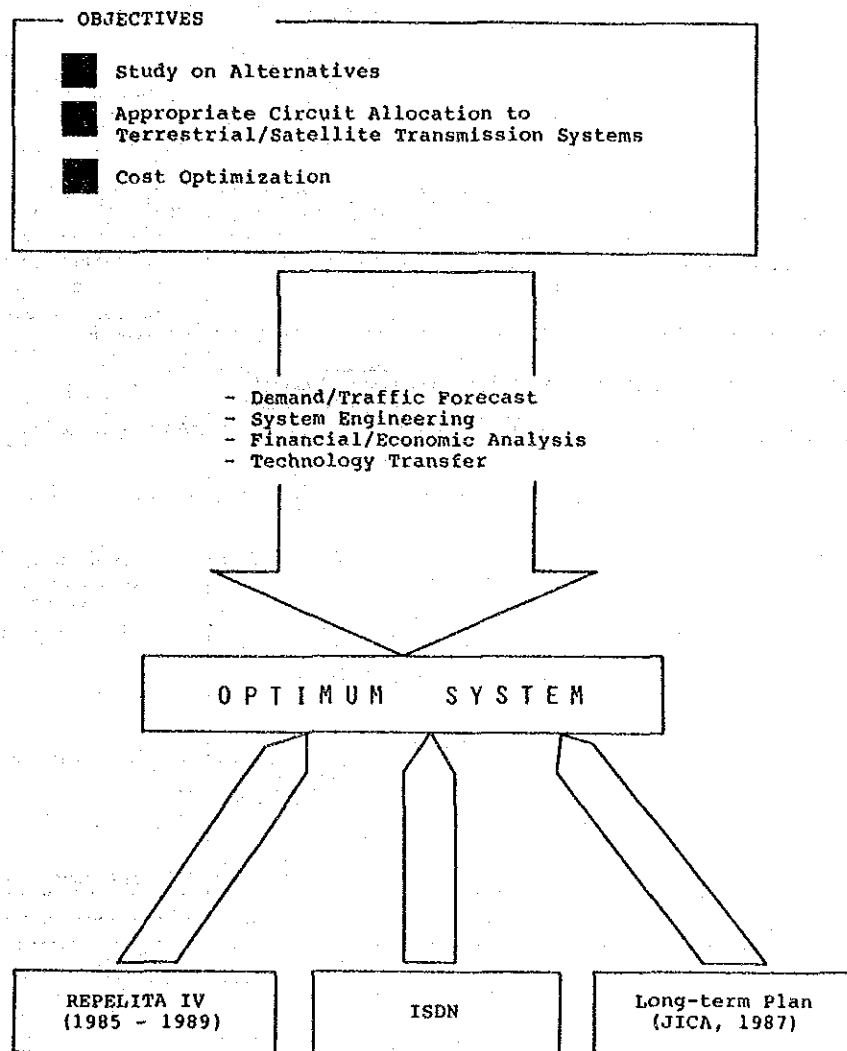 OBJECTIVES
Study on Alternatives
Appropriate Circuit Allocation to
Terrestrial/Satellite Transmission Systems
Cost Optimization
- Demand/Traffic Forecast
- System Engineering
- Financial/Economic Analysis
- Technology Transfer
OPTIMUM SYSTEM
REPELITA IV
(1985 - 1989)
ISDN
Long-term Plan
(JICA, 1987)